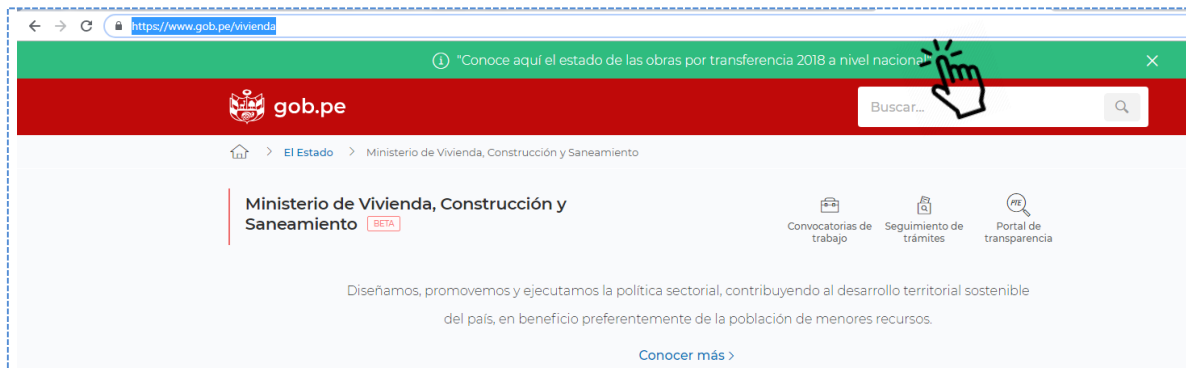 https://www.gob.pe/vivienda
"Conoce aquí el estado de las obras por transferencia 2018 a nivel nacional"
gob.pe
Buscar...
El Estado > Ministerio de Vivienda, Construcción y Saneamiento
Ministerio de Vivienda, Construcción y
Saneamiento BETA
Convocatorias de
trabajo
Seguimiento de
trámites
PTE
Portal de
transparencia
Diseñamos, promovemos y ejecutamos la política sectorial, contribuyendo al desarrollo territorial sostenible
del país, en beneficio preferentemente de la población de menores recursos.
Conocer más >